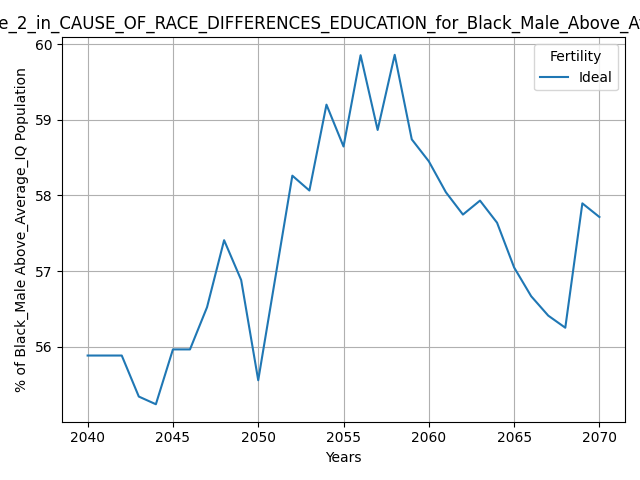 e_2_in_CAUSE_OF_RACE_DIFFERENCES_EDUCATION_for_Black_Male_Above_A
60
59
58
57
56
% of Black_Male Above_Average_IQ Population
Fertility
Ideal
2040
2045
2050
2055
2060
2065
2070
Years